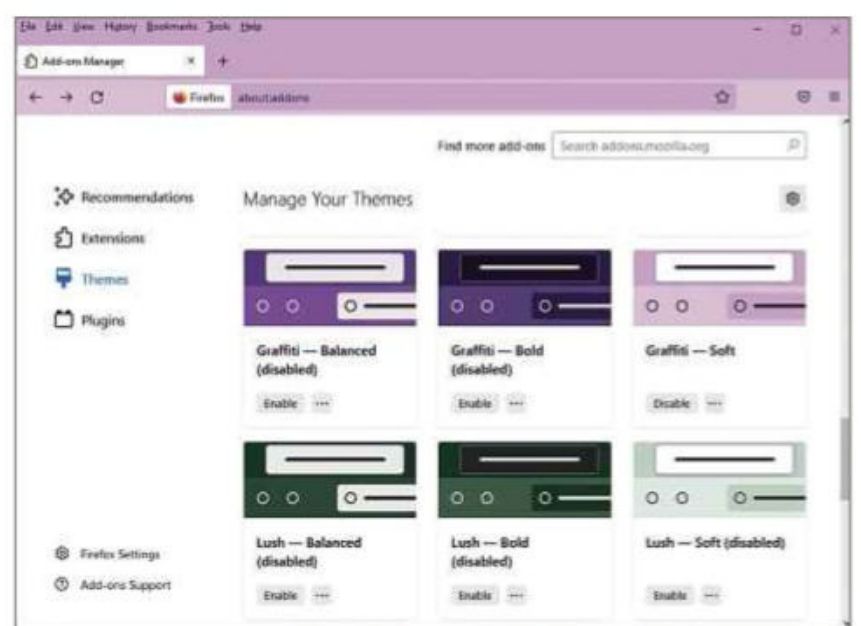 File Edit View History Bookmarks Tools Help
Add-ons Manager
Firefox about:addons
Find more add-ons Search addons.mozilla.org
Recommendations
Extensions
Themes
Plugins
Manage Your Themes
Graffiti — Balanced
(disabled)
Enable
Graffiti — Bold
(disabled)
Enable
Graffiti — Soft
Disable
Lush — Balanced
(disabled)
Enable
Lush — Bold
(disabled)
Enable
Lush — Soft (disabled)
Enable
Firefox Settings
Add-ons Support